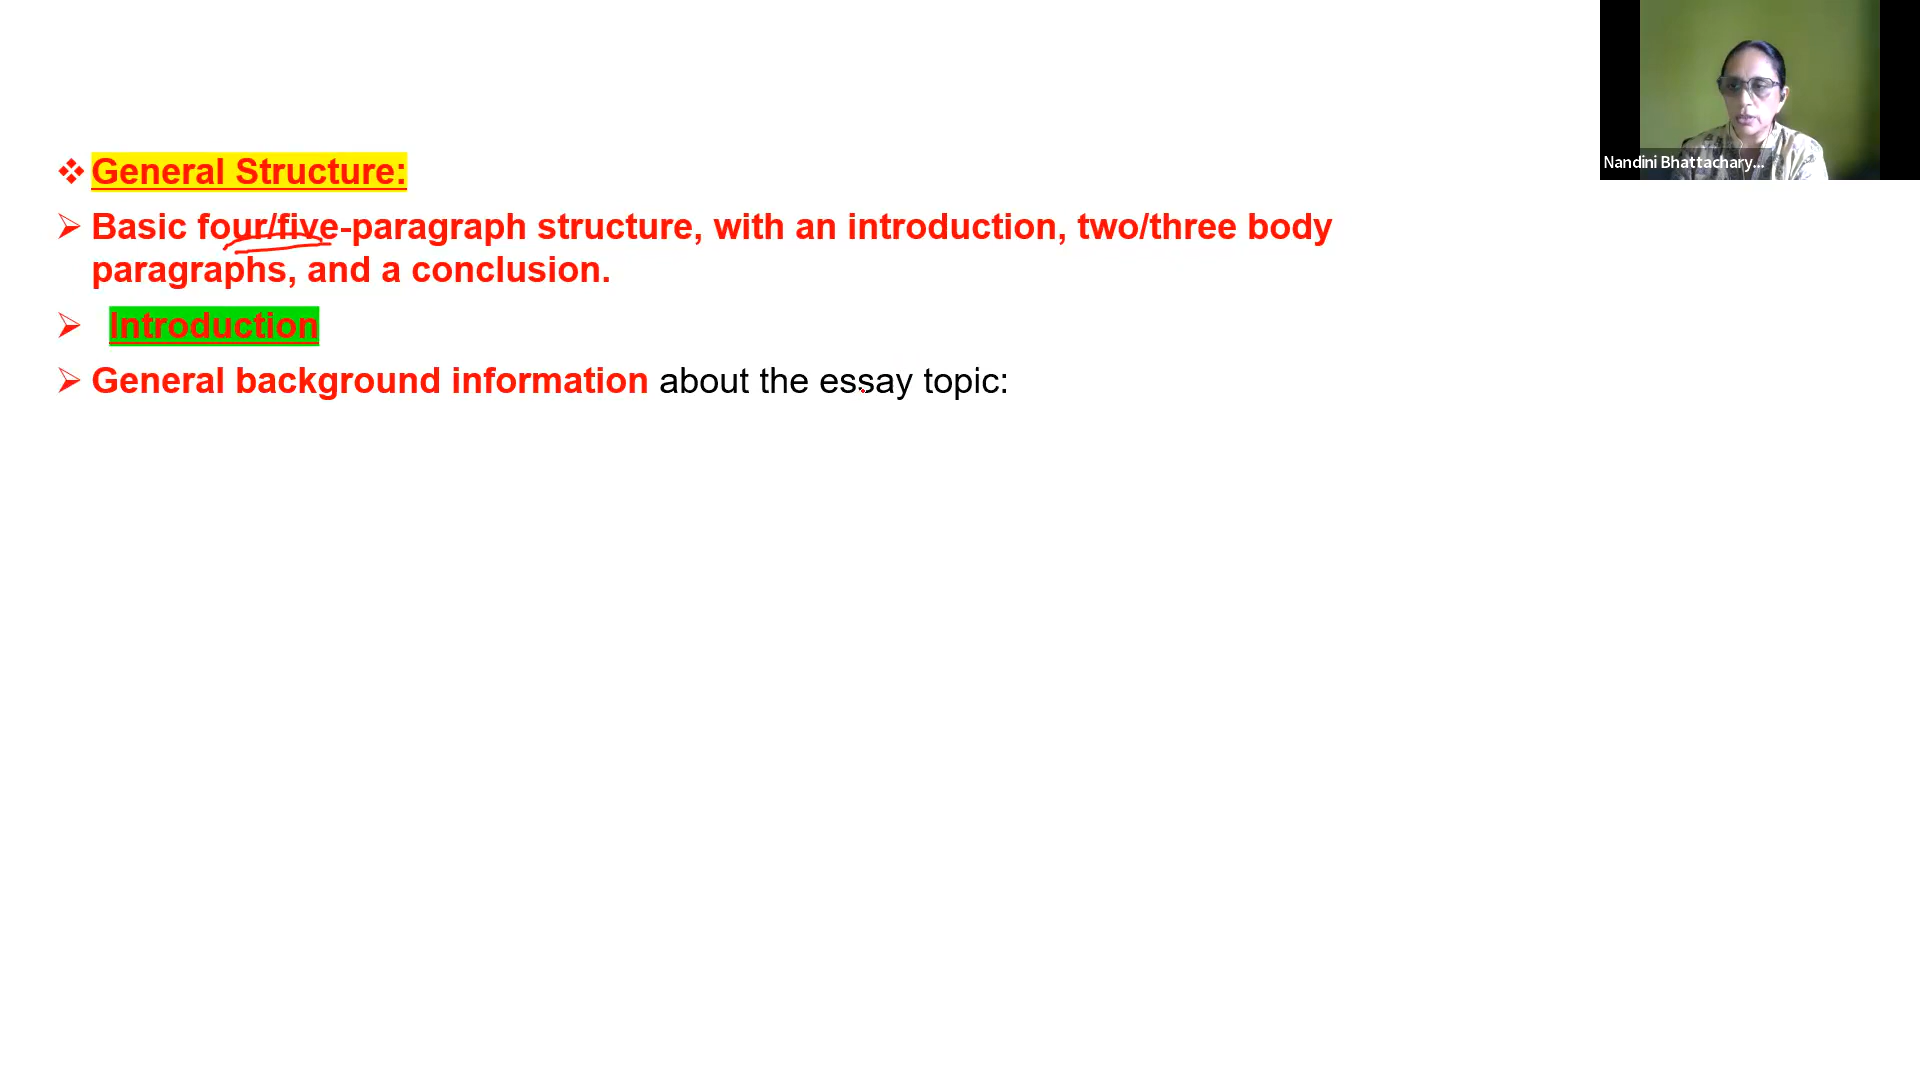 General Structure:
Basic four/five-paragraph structure, with an introduction, two/three body
paragraphs, and a conclusion.
Introduction
General background information about the essay topic:
Nandini Bhattachary...